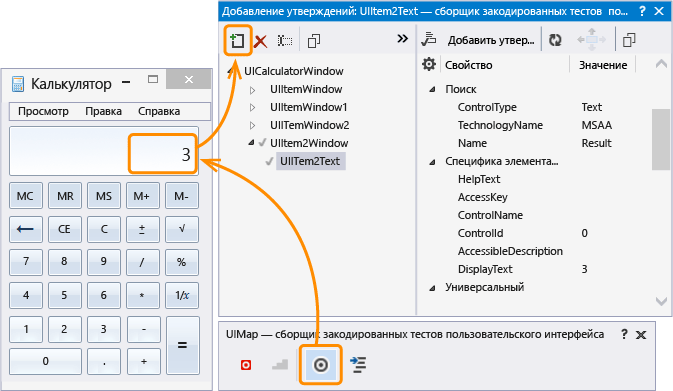 Калькулятор
Просмотр Правка Справка
3
MC MR MS M+ M-
CE C ± √
7 8 9 / %
4 5 6 * 1/x
1 2 3 - =
0 . +
Добавление утверждений: UIItem2Text — сборщик закодированных тестов по... ? X
» Добавить утвер...
Свойство Значение
UICalculatorWindow
UIItemWindow
UIItemWindow1
UIITemWindow2
UIItem2Window
UIITem2Text
Поиск
ControlType Text
TechnologyName MSAA
Name Result
Специфика элемента...
HelpText
AccessKey
ControlName
ControlId 0
AccessibleDescription
DisplayText 3
Универсальный
UIMap — сборщик закодированных тестов пользовательского интерфейса ? X